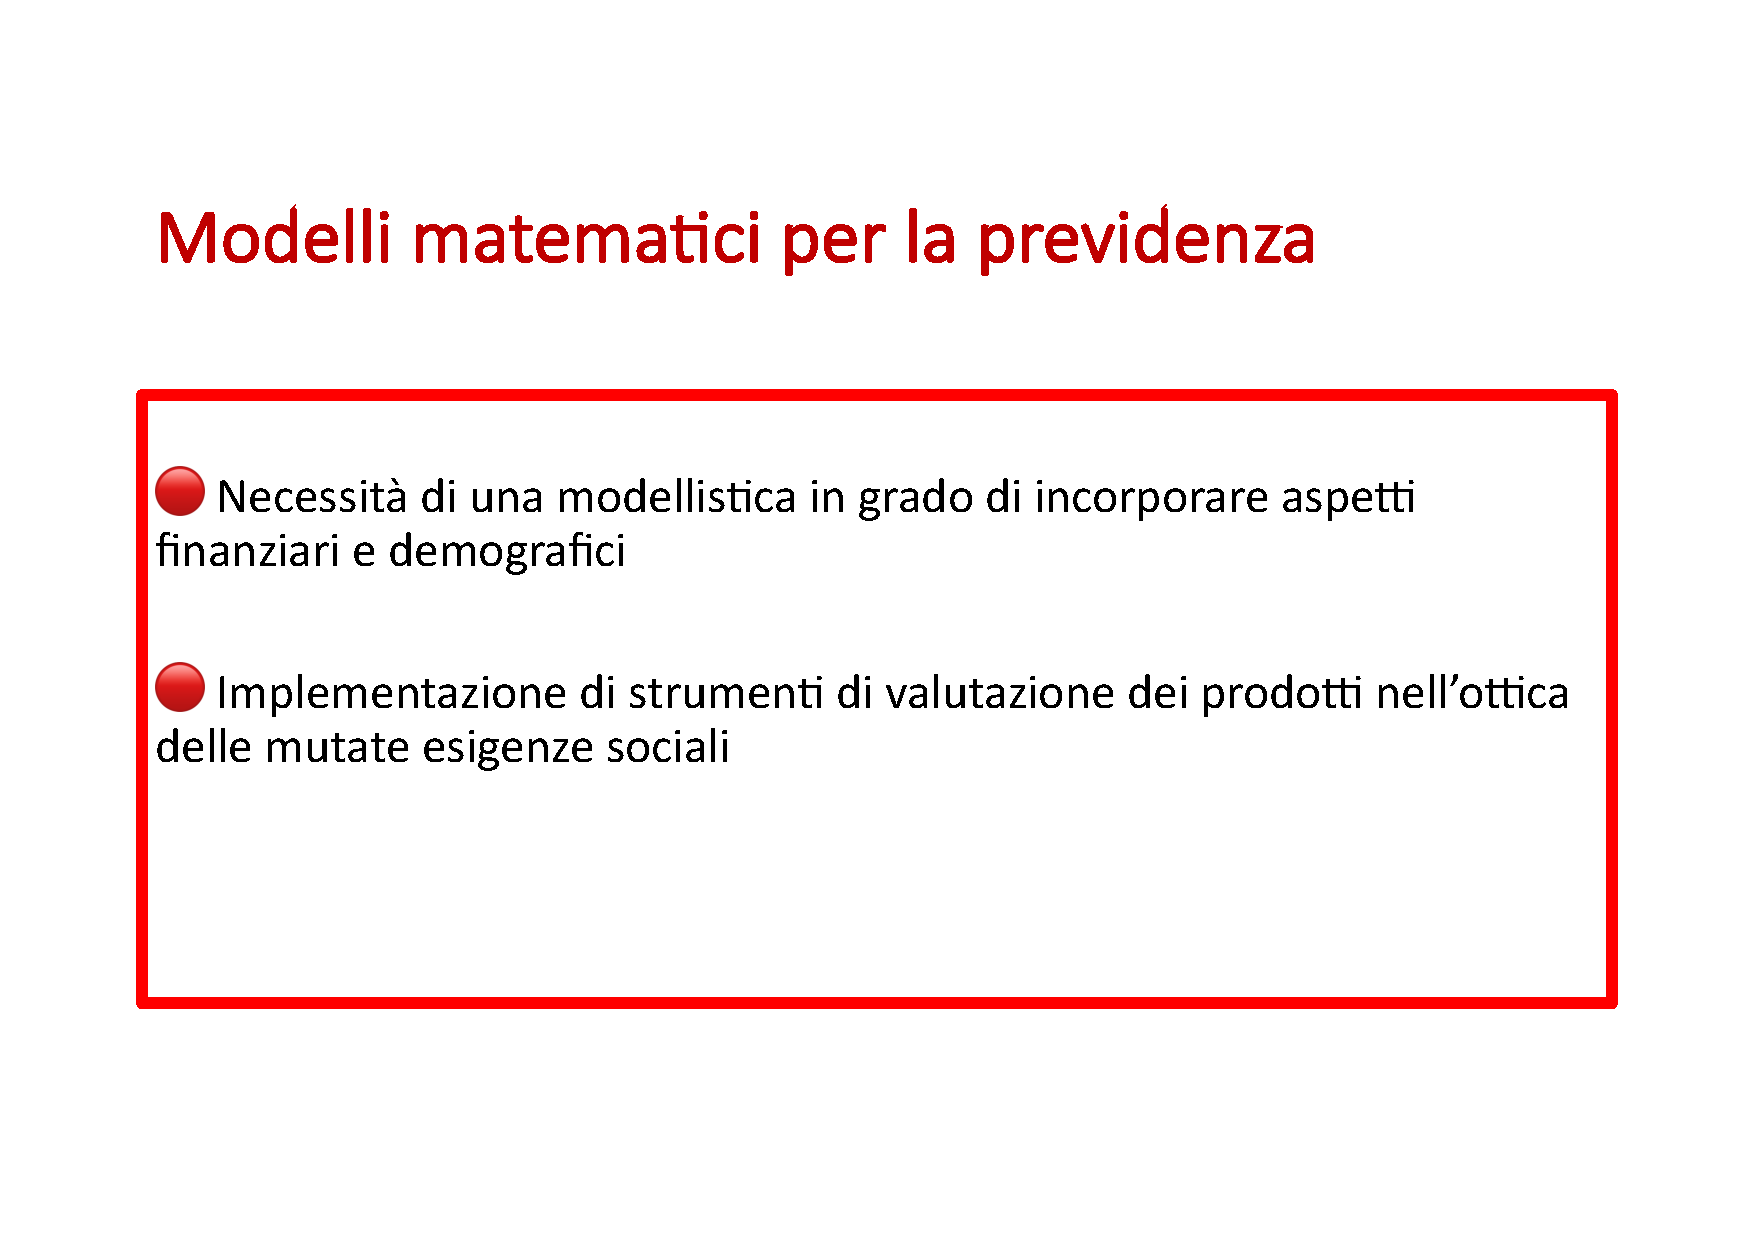 Modelli matematici per la previdenza
Necessità di una modellistica in grado di incorporare aspetti
finanziari e demografici
Implementazione di strumenti di valutazione dei prodotti nell’ottica
delle mutate esigenze sociali